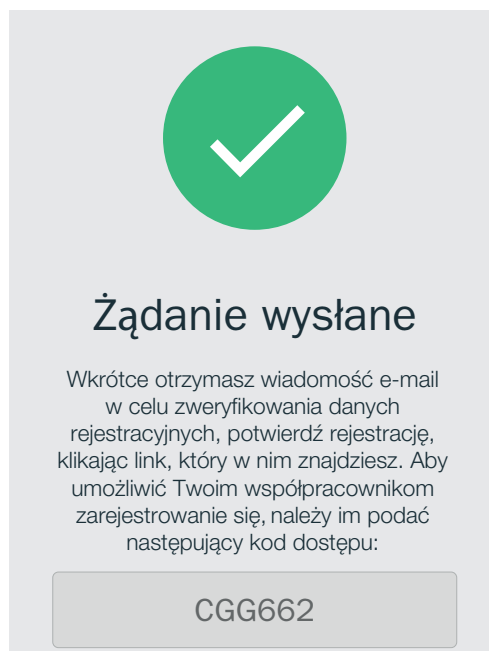 Żądanie wysłane
Wkrótce otrzymasz wiadomość e-mail
w celu zweryfikowania danych
rejestracyjnych, potwierdź rejestrację,
klikając link, który w nim znajdziesz. Aby
umożliwić Twoim współpracownikom
zarejestrowanie się, należy im podać
następujący kod dostępu:
CGG662